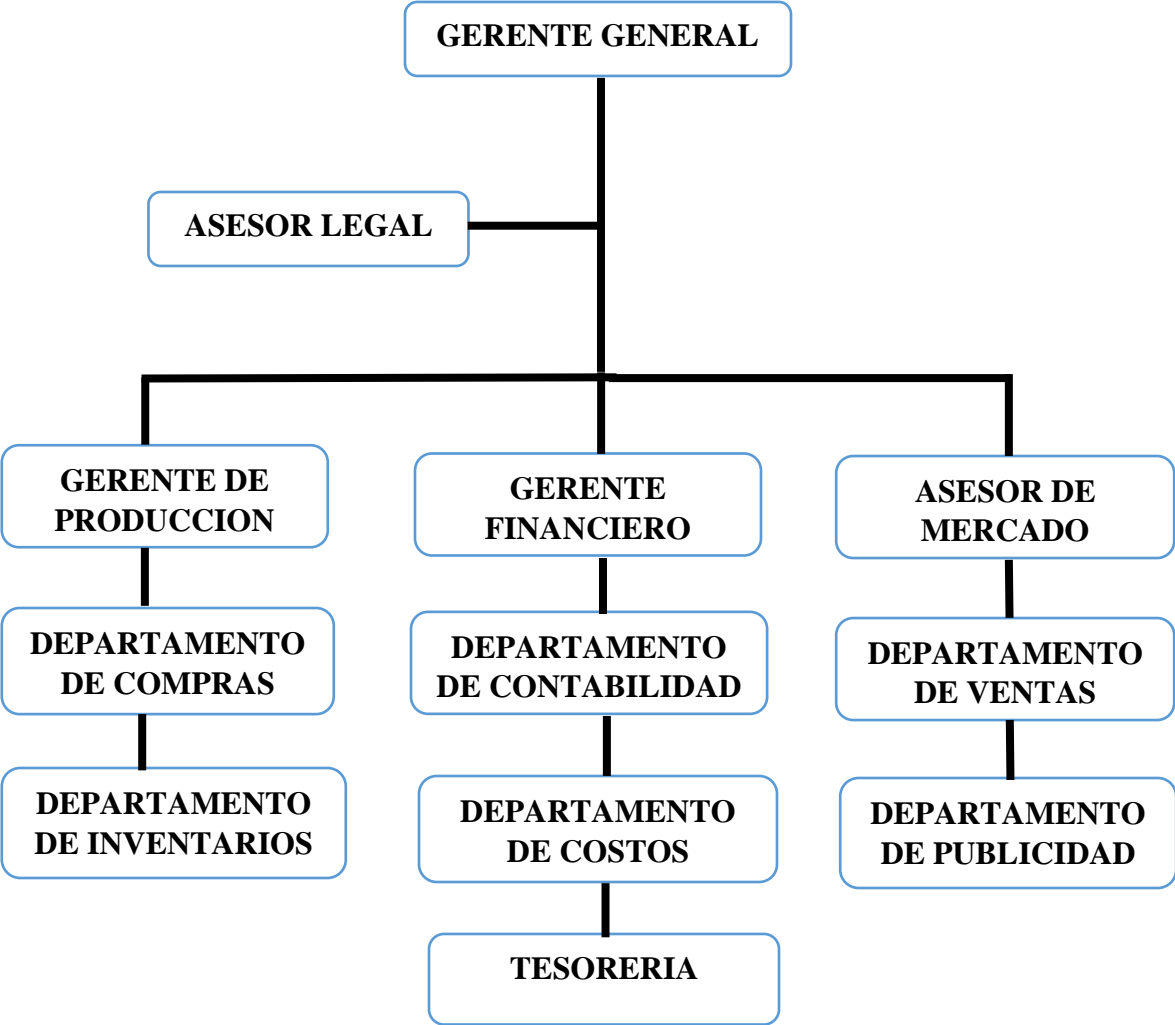 GERENTE GENERAL
ASESOR LEGAL
GERENTE DE
PRODUCCION
GERENTE
FINANCIERO
ASESOR DE
MERCADO
DEPARTAMENTO
DE COMPRAS
DEPARTAMENTO
DE CONTABILIDAD
DEPARTAMENTO
DE VENTAS
DEPARTAMENTO
DE INVENTARIOS
DEPARTAMENTO
DE COSTOS
DEPARTAMENTO
DE PUBLICIDAD
TESORERIA